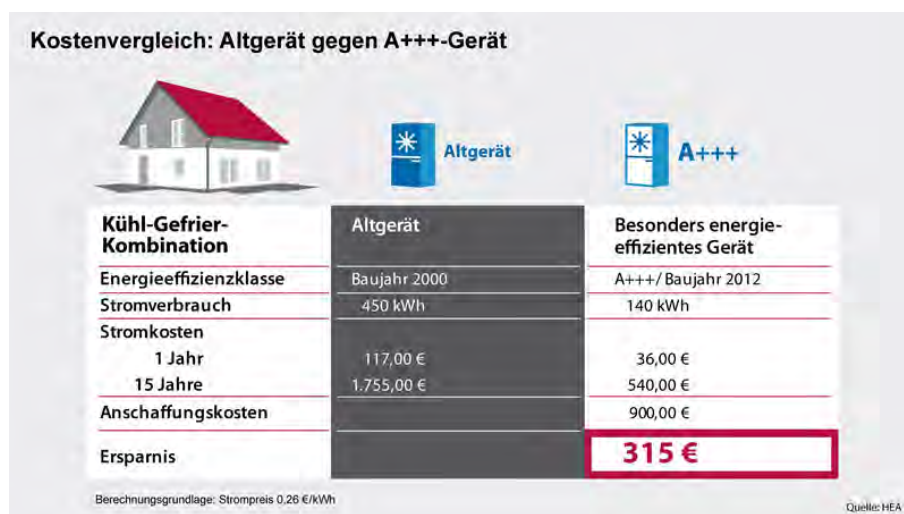 Kostenvergleich: Altgerät gegen A+++-Gerät
Altgerät
A+++
Kühl-Gefrier-
Kombination
Altgerät
Besonders energie-
effizientes Gerät
Energieeffizienzklasse
Baujahr 2000
A+++/ Baujahr 2012
Stromverbrauch
450 kWh
140 kWh
Stromkosten
1 Jahr
117,00 €
36,00 €
15 Jahre
1.755,00 €
540,00 €
Anschaffungskosten
900,00 €
Ersparnis
315 €
Berechnungsgrundlage: Strompreis 0,26 €/kWh
Quelle: HEA